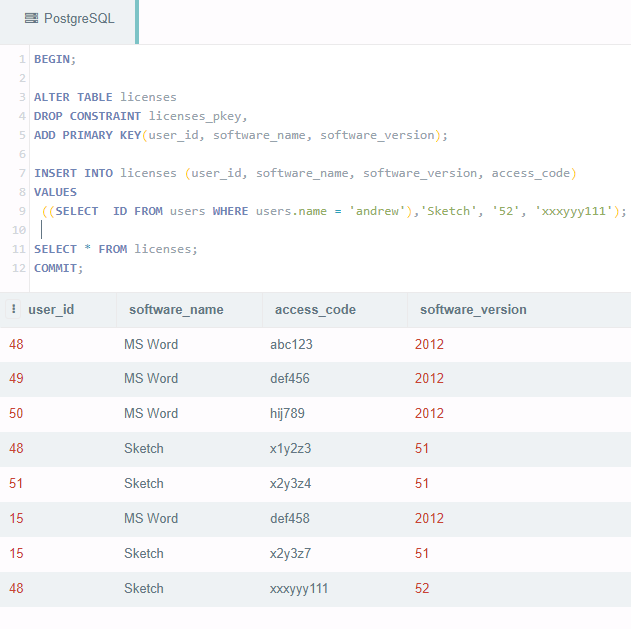 PostgreSQL
1 BEGIN;
2
3 ALTER TABLE licenses
4 DROP CONSTRAINT licenses_pkey,
5 ADD PRIMARY KEY(user_id, software_name, software_version);
6
7 INSERT INTO licenses (user_id, software_name, software_version, access_code)
8 VALUES
9 ((SELECT  ID FROM users WHERE users.name = 'andrew'),'Sketch', '52', 'xxxyyy111');
10
11 SELECT * FROM licenses;
12 COMMIT;
user_id software_name access_code software_version
48 MS Word abc123 2012
49 MS Word def456 2012
50 MS Word hij789 2012
48 Sketch x1y2z3 51
51 Sketch x2y3z4 51
15 MS Word def458 2012
15 Sketch x2y3z7 51
48 Sketch xxxyyy111 52